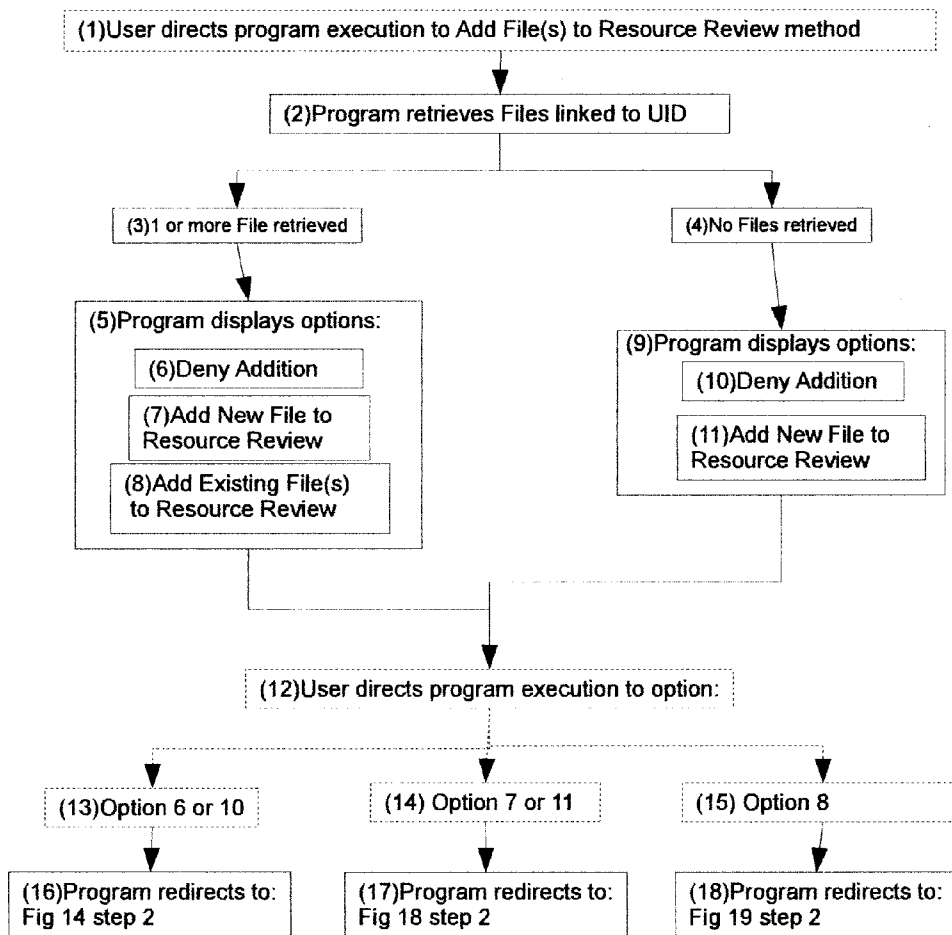 (1)User directs program execution to Add File(s) to Resource Review method
(2)Program retrieves Files linked to UID
(3)1 or more File retrieved
(4)No Files retrieved
(5)Program displays options:
(6)Deny Addition
(7)Add New File to
Resource Review
(8)Add Existing File(s)
to Resource Review
(9)Program displays options:
(10)Deny Addition
(11)Add New File to
Resource Review
(12)User directs program execution to option:
(13)Option 6 or 10
(14) Option 7 or 11
(15) Option 8
(16)Program redirects to:
Fig 14 step 2
(17)Program redirects to:
Fig 18 step 2
(18)Program redirects to:
Fig 19 step 2